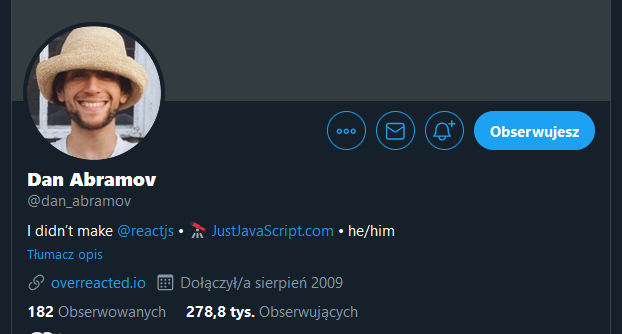 Obserwujesz
Dan Abramov
@dan_abramov
I didn't make @reactjs • JustJavaScript.com • he/him
Tłumacz opis
overreacted.io Dołączył/a sierpień 2009
182 Obserwowanych 278,8 tys. Obserwujących